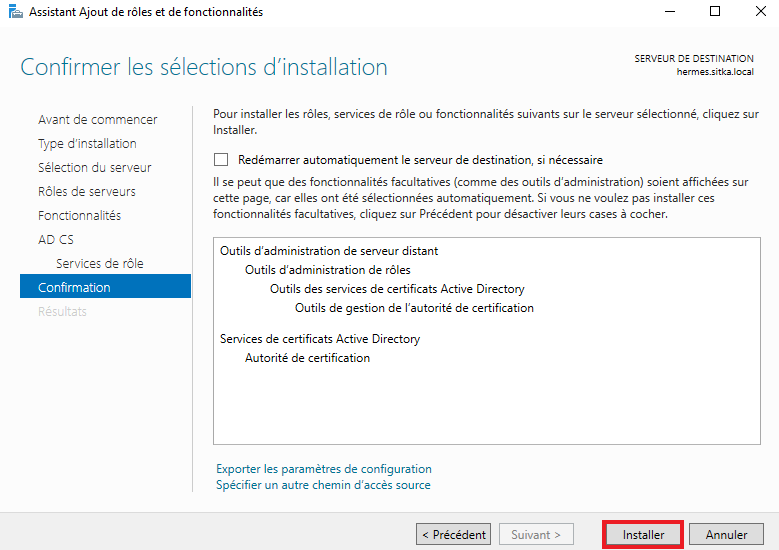 Assistant Ajout de rôles et de fonctionnalités
Confirmer les sélections d’installation
SERVEUR DE DESTINATION
hermes.sitka.local
Avant de commencer
Type d’installation
Sélection du serveur
Rôles de serveurs
Fonctionnalités
AD CS
Services de rôle
Confirmation
Résultats
Pour installer les rôles, services de rôle ou fonctionnalités suivants sur le serveur sélectionné, cliquez sur
Installer.
Redémarrer automatiquement le serveur de destination, si nécessaire
Il se peut que des fonctionnalités facultatives (comme des outils d’administration) soient affichées sur
cette page, car elles ont été sélectionnées automatiquement. Si vous ne voulez pas installer ces
fonctionnalités facultatives, cliquez sur Précédent pour désactiver leurs cases à cocher.
Outils d’administration de serveur distant
Outils d’administration de rôles
Outils des services de certificats Active Directory
Outils de gestion de l’autorité de certification
Services de certificats Active Directory
Autorité de certification
Exporter les paramètres de configuration
Spécifier un autre chemin d’accès source
< Précédent
Suivant >
Installer
Annuler